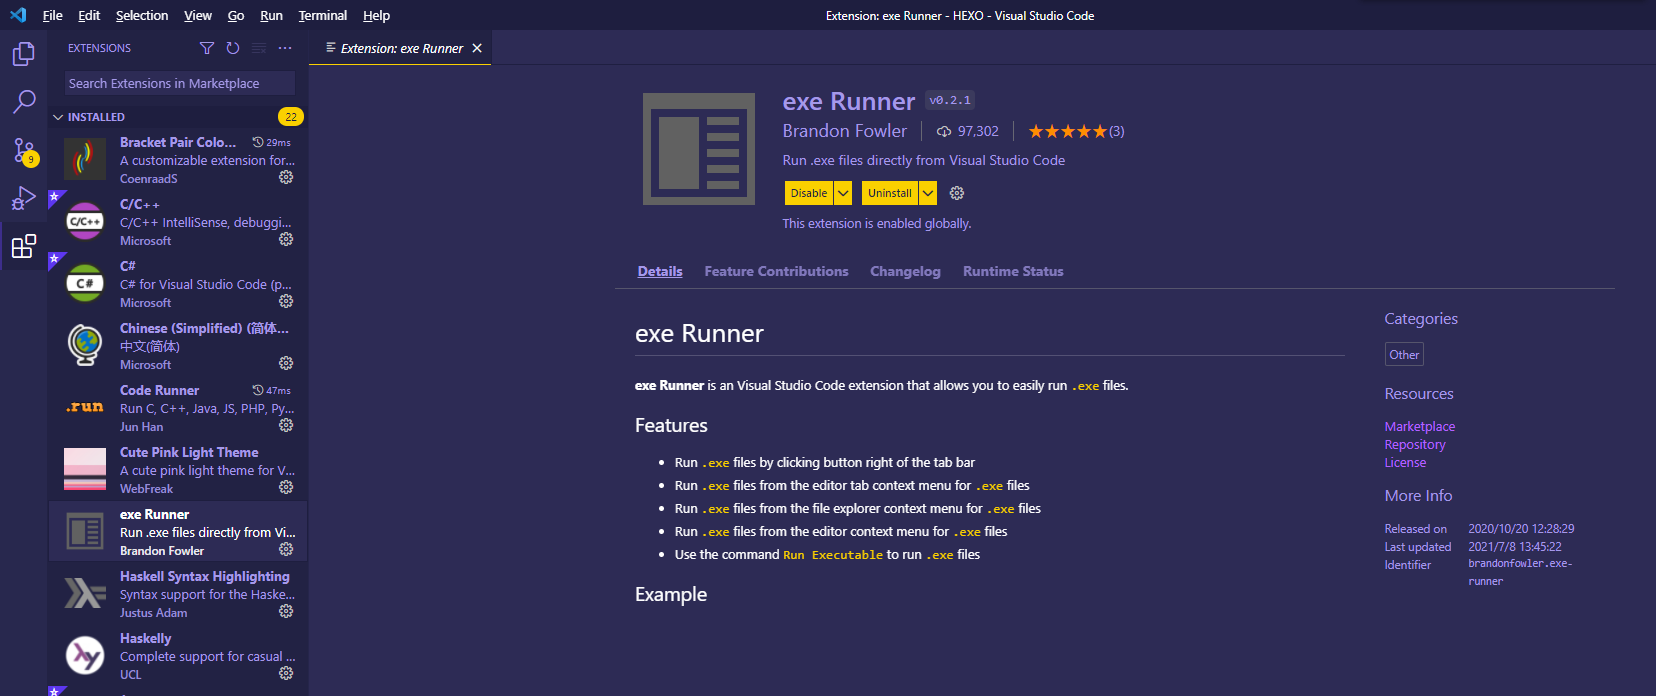 File Edit Selection View Go Run Terminal Help
Extension: exe Runner - HEXO - Visual Studio Code
EXTENSIONS
Search Extensions in Marketplace
INSTALLED 22
9
Bracket Pair Colo... 29ms
A customizable extension for...
CoenraadS
C/C++
C/C++
C/C++ IntelliSense, debuggi...
Microsoft
C#
C#
C# for Visual Studio Code (p...
Microsoft
Chinese (Simplified) (简体...
中文(简体)
Microsoft
.run
Code Runner 47ms
Run C, C++, Java, JS, PHP, Py...
Jun Han
Cute Pink Light Theme
A cute pink light theme for V...
WebFreak
exe Runner
Run .exe files directly from Vi...
Brandon Fowler
Haskell Syntax Highlighting
Syntax support for the Haske...
Justus Adam
λy
Haskelly
Complete support for casual ...
UCL
Extension: exe Runner
exe Runner v0.2.1
Brandon Fowler 97,302 (3)
Run .exe files directly from Visual Studio Code
Disable Uninstall
This extension is enabled globally.
Details Feature Contributions Changelog Runtime Status
exe Runner
exe Runner is an Visual Studio Code extension that allows you to easily run .exe files.
Features
• Run .exe files by clicking button right of the tab bar
• Run .exe files from the editor tab context menu for .exe files
• Run .exe files from the file explorer context menu for .exe files
• Run .exe files from the editor context menu for .exe files
• Use the command Run Executable to run .exe files
Example
Categories
Other
Resources
Marketplace
Repository
License
More Info
Released on 2020/10/20 12:28:29
Last updated 2021/7/8 13:45:22
Identifier brandonfowler.exe-
runner